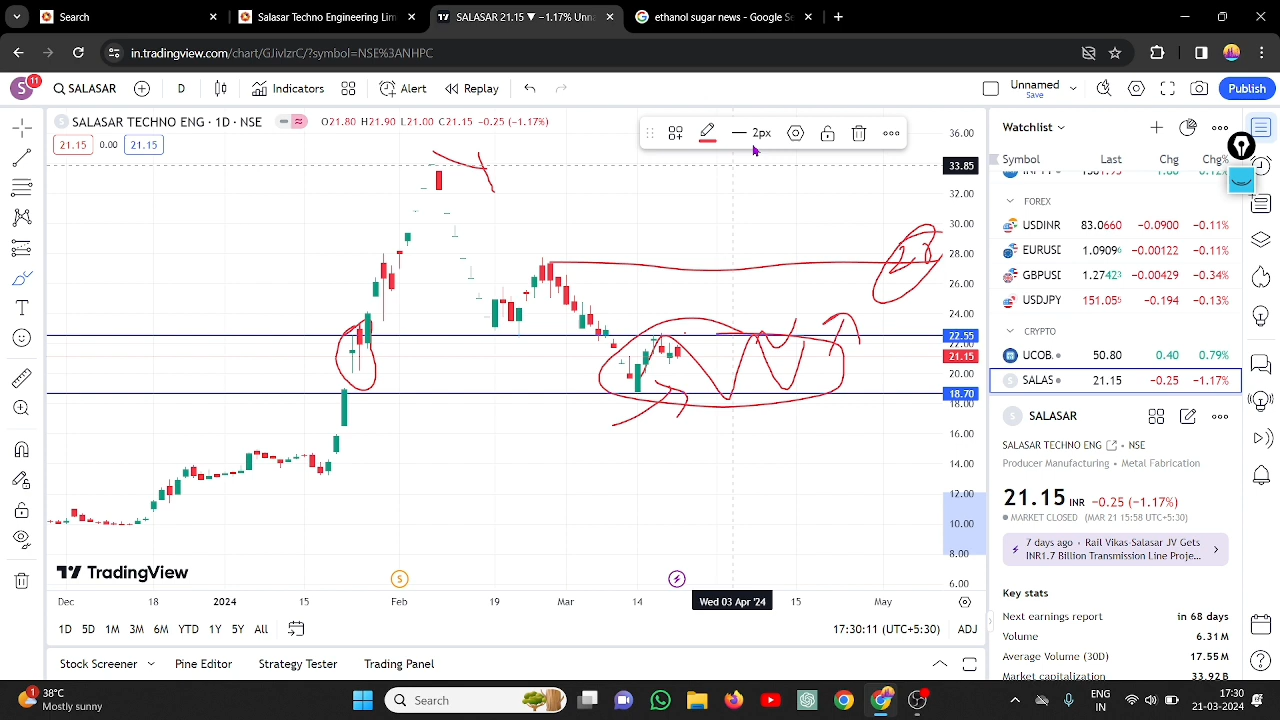 Search
Salasar Techno Engineering Lim
SALASAR 21.15 ▼ −1.17% Unna
ethanol sugar news - Google Se
in.tradingview.com/chart/GJivIzrC/?symbol=NSE%3ANHPC
S 11
SALASAR
D
Indicators
Alert
Replay
Unnamed
Save
Publish
SALASAR TECHNO ENG · 1D · NSE
O21.80 H21.90 L21.00 C21.15 −0.25 (−1.17%)
21.15 0.00 21.15
2px
36.00
33.85
32.00
30.00
28.00
26.00
24.00
22.55
22.00
21.15
20.00
18.70
18.00
16.00
14.00
12.00
10.00
8.00
6.00
28
TradingView
S
Dec 18 2024 15 Feb 19 Mar 14 Wed 03 Apr '24 15 May
1D 5D 1M 3M 6M YTD 1Y 5Y All
17:30:11 (UTC+5:30) ADJ
Stock Screener Pine Editor Strategy Tester Trading Panel
Watchlist
Symbol Last Chg Chg%
FOREX
USDINR 83.0660 −0.0900 −0.11%
EURUSD 1.09096 −0.00122 −0.11%
GBPUSD 1.27423 −0.00429 −0.34%
USDJPY 151.055 −0.194 −0.13%
CRYPTO
UCOB. 50.80 0.40 0.79%
SALAS 21.15 −0.25 −1.17%
S SALASAR
SALASAR TECHNO ENG · NSE
Producer Manufacturing • Metal Fabrication
21.15 INR −0.25 (−1.17%)
MARKET CLOSED (MAR 21 15:58 UTC+5:30)
7 days ago • Rail Vikas Salasar JV Gets
INR1.7 Billion Transmission Line Proje...
Key stats
Next earnings report in 68 days
Volume 6.31 M
Average Volume (30D) 17.55 M
Market capitalization 33.92 B
1
38°C
Mostly sunny
Search
ENG
IN
17:30
21-03-2024